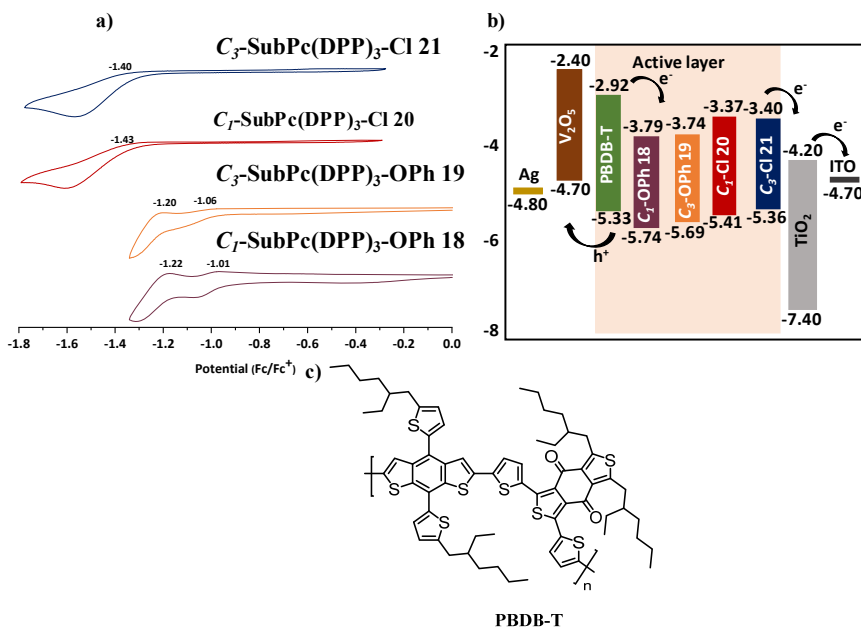 a)
-1.40
C3-SubPc(DPP)3-Cl 21
-1.43
C1-SubPc(DPP)3-Cl 20
C3-SubPc(DPP)3-OPh 19
-1.20
-1.06
C1-SubPc(DPP)3-OPh 18
-1.22
-1.01
-1.8
-1.6
-1.4
-1.2
-1.0
-0.8
-0.6
-0.4
-0.2
0.0
Potential (Fc/Fc+)
b)
-2
-4
-6
-8
Active layer
-2.40
V2O5
-4.70
-2.92
PBDB-T
-5.33
e-
-3.79
C1-OPh 18
-5.74
-3.74
C3-OPh 19
-5.69
-3.37
C1-Cl 20
-5.41
-3.40
C3-Cl 21
-5.36
e-
-4.20
TiO2
-7.40
e-
ITO
-4.70
Ag
-4.80
h+
c)
S
S
S
S
S
S
O
O
S
S
n
PBDB-T